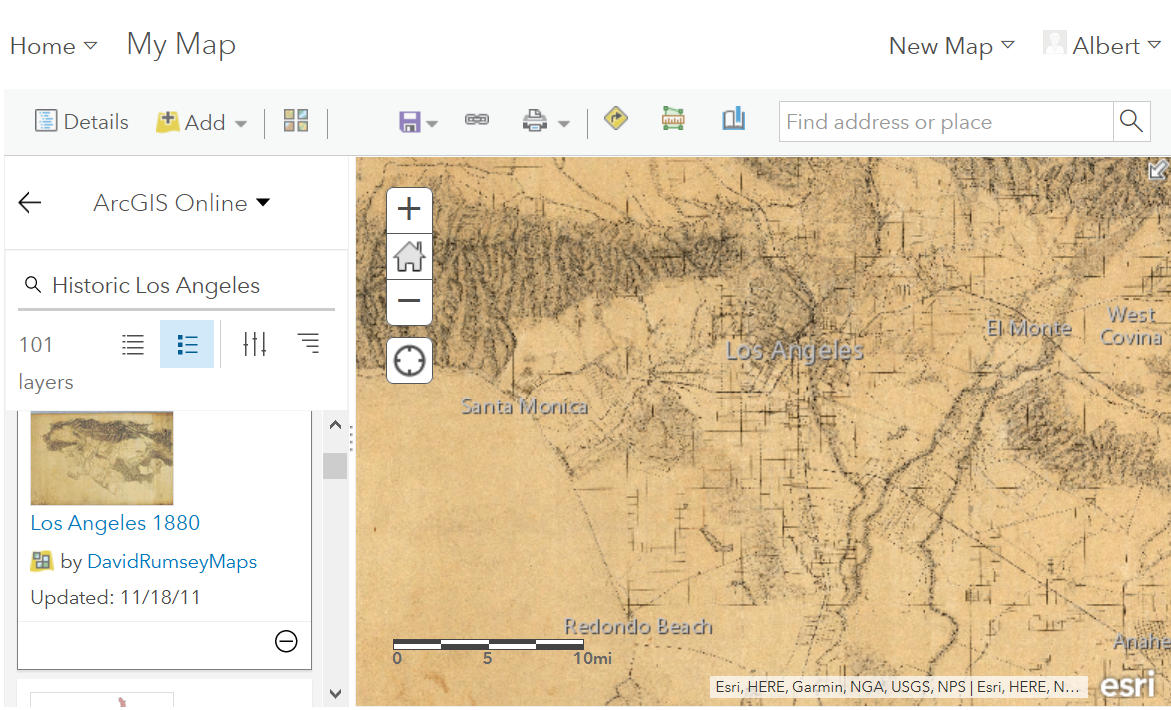 Home My Map New Map Albert
Details Add Find address or place
ArcGIS Online
Historic Los Angeles
101
layers
Los Angeles 1880
by DavidRumseyMaps
Updated: 11/18/11
West
Covina
El Monte
Los Angeles
Santa Monica
Redondo Beach
Anahe
0 5 10mi
Esri, HERE, Garmin, NGA, USGS, NPS | Esri, HERE, N...
esri